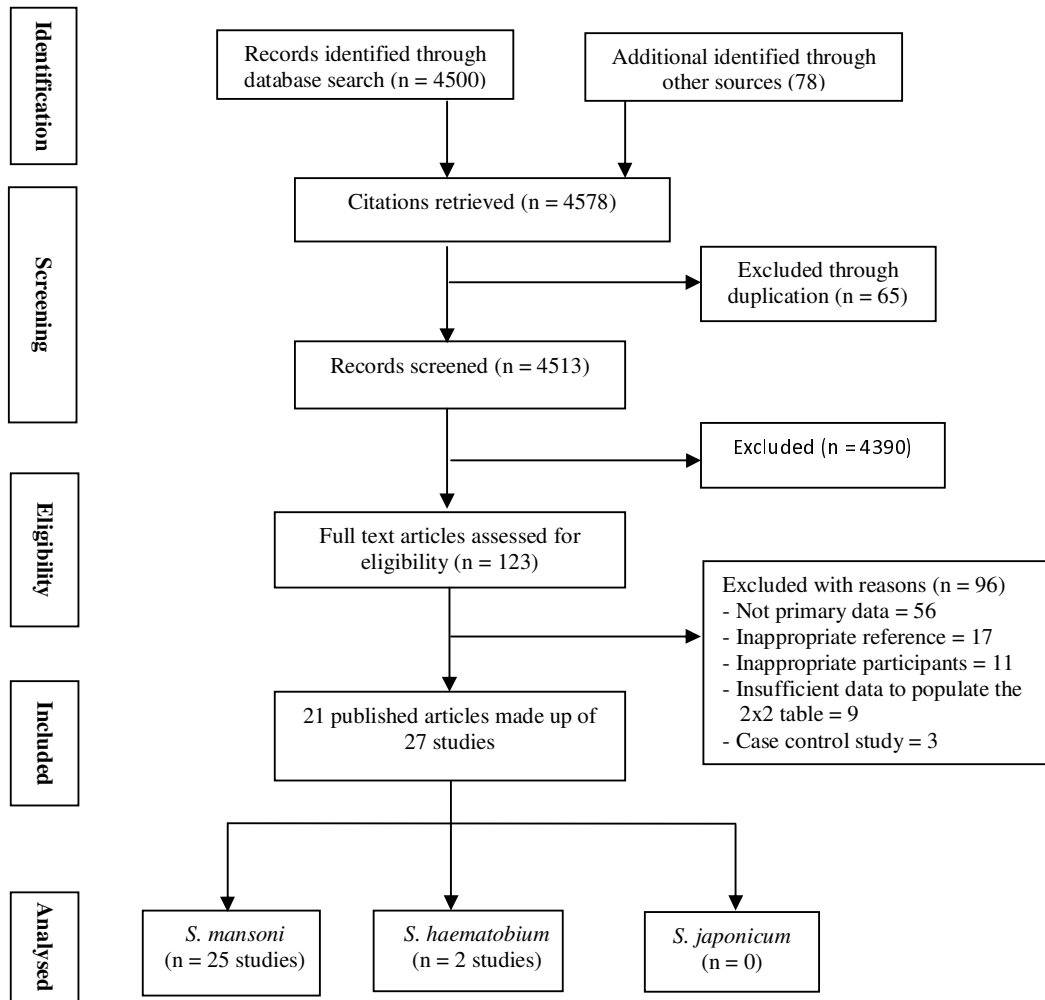 Identification
Records identified through
database search (n = 4500)
Additional identified through
other sources (78)
Screening
Citations retrieved (n = 4578)
Excluded through
duplication (n = 65)
Records screened (n = 4513)
Excluded (n = 4390)
Eligibility
Full text articles assessed for
eligibility (n = 123)
Excluded with reasons (n = 96)
- Not primary data = 56
- Inappropriate reference = 17
- Inappropriate participants = 11
- Insufficient data to populate the
2x2 table = 9
- Case control study = 3
Included
21 published articles made up of
27 studies
Analysed
S. mansoni
(n = 25 studies)
S. haematobium
(n = 2 studies)
S. japonicum
(n = 0)